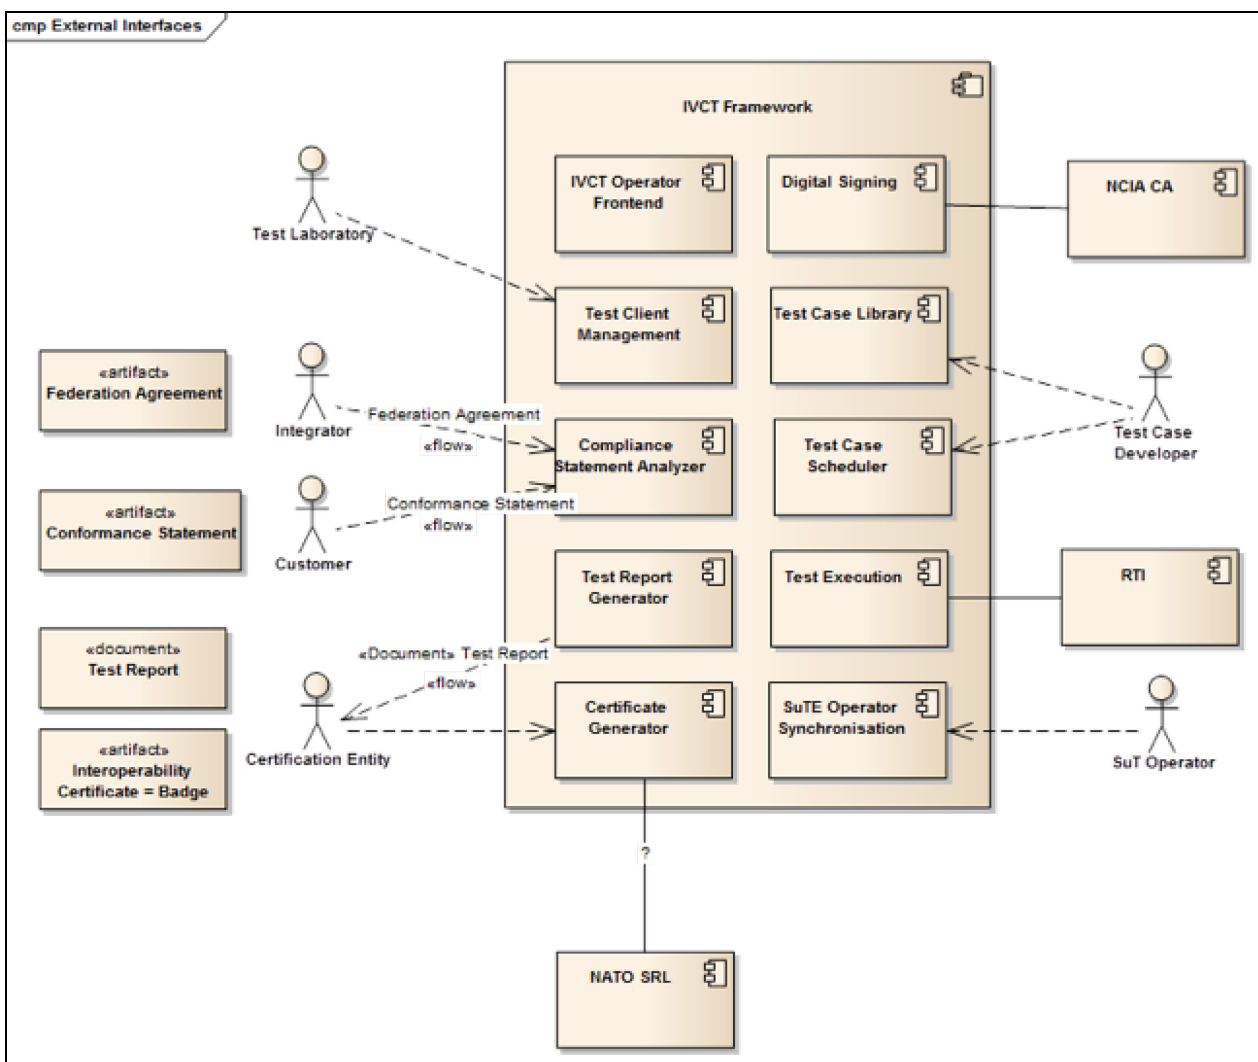 cmp External Interfaces
IVCT Framework
IVCT Operator
Frontend
Digital Signing
NCIA CA
Test Laboratory
Test Client
Management
Test Case Library
«artifact»
Federation Agreement
Integrator
Federation Agreement
«flow»
Compliance
Statement Analyzer
Test Case
Scheduler
Test Case
Developer
«artifact»
Conformance Statement
Customer
Conformance Statement
«flow»
Test Report
Generator
Test Execution
RTI
«document»
Test Report
«Document» Test Report
«flow»
Certification Entity
Certificate
Generator
SuTE Operator
Synchronisation
SuT Operator
«artifact»
Interoperability
Certificate = Badge
?
NATO SRL